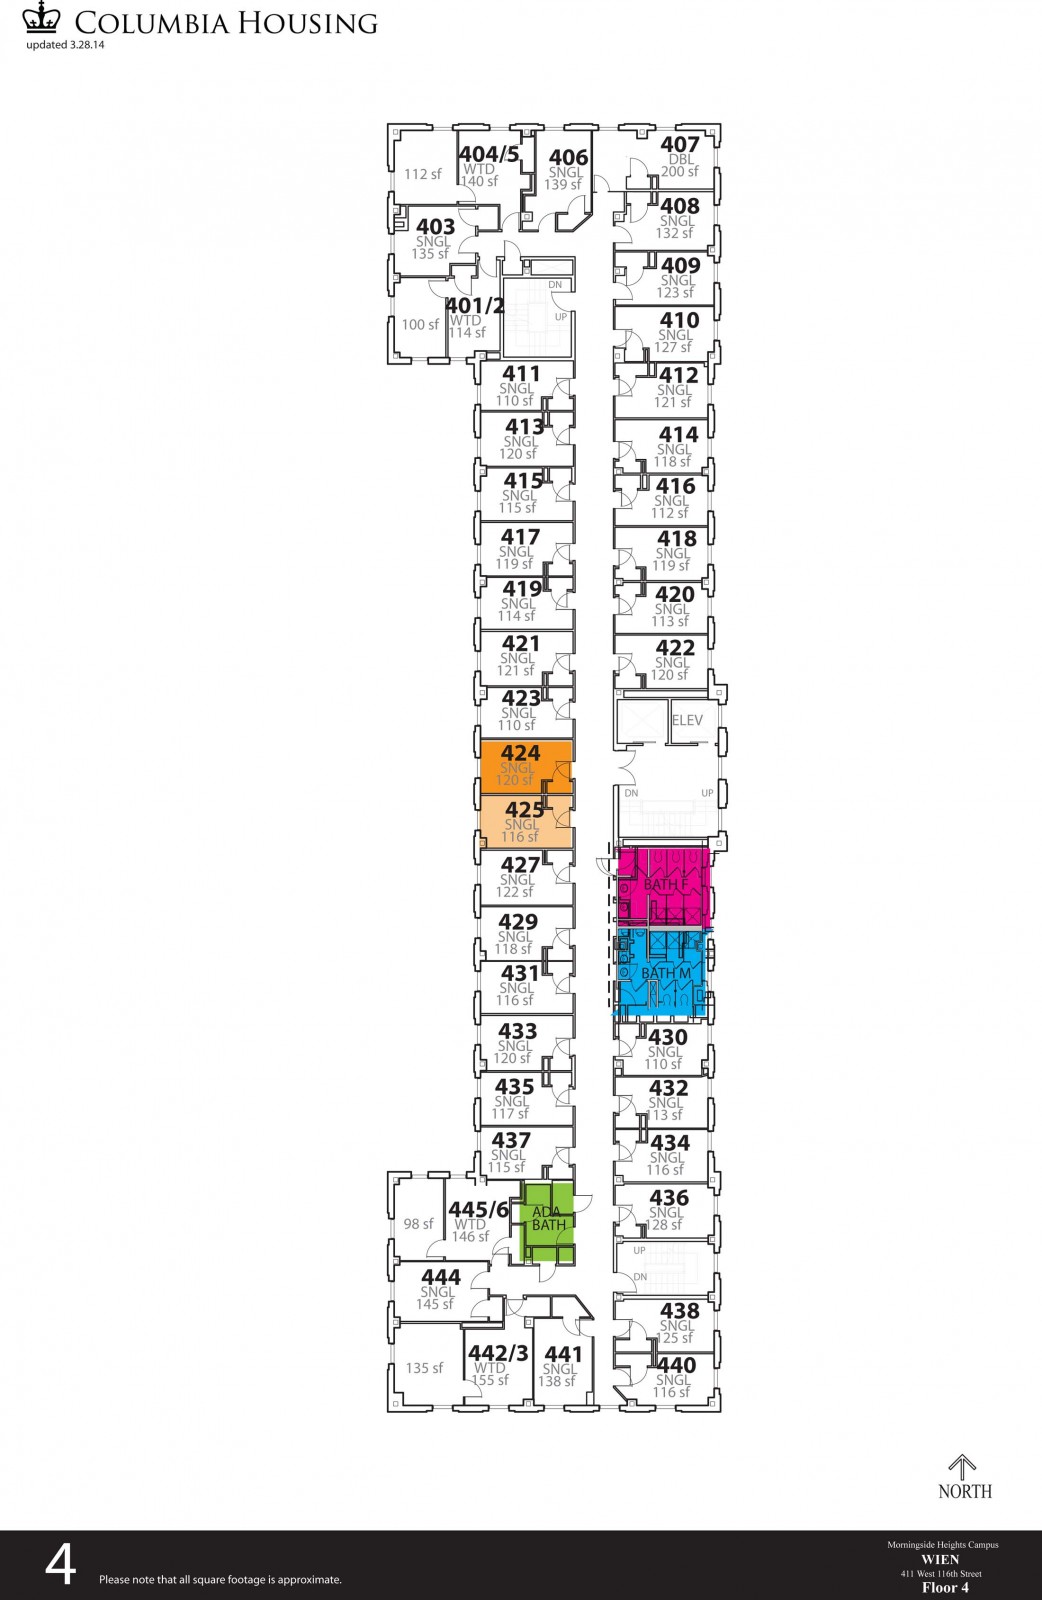 COLUMBIA HOUSING
updated 3.28.14
112 sf
404/5
WTD
140 sf
406
SNGL
139 sf
407
DBL
200 sf
403
SNGL
135 sf
408
SNGL
132 sf
409
SNGL
123 sf
100 sf
401/2
WTD
114 sf
DN
UP
410
SNGL
127 sf
411
SNGL
110 sf
412
SNGL
121 sf
413
SNGL
120 sf
414
SNGL
118 sf
415
SNGL
115 sf
416
SNGL
112 sf
417
SNGL
119 sf
418
SNGL
119 sf
419
SNGL
114 sf
420
SNGL
113 sf
421
SNGL
121 sf
422
SNGL
120 sf
423
SNGL
110 sf
ELEV
424
SNGL
120 sf
DN
UP
425
SNGL
116 sf
427
SNGL
122 sf
BATH F
429
SNGL
118 sf
431
SNGL
116 sf
BATH M
433
SNGL
120 sf
430
SNGL
110 sf
435
SNGL
117 sf
432
SNGL
113 sf
437
SNGL
115 sf
434
SNGL
116 sf
98 sf
445/6
WTD
146 sf
ADA
BATH
436
SNGL
128 sf
UP
DN
444
SNGL
145 sf
438
SNGL
125 sf
135 sf
442/3
WTD
155 sf
441
SNGL
138 sf
440
SNGL
116 sf
NORTH
4
Please note that all square footage is approximate.
Morningside Heights Campus
WIEN
411 West 116th Street
Floor 4